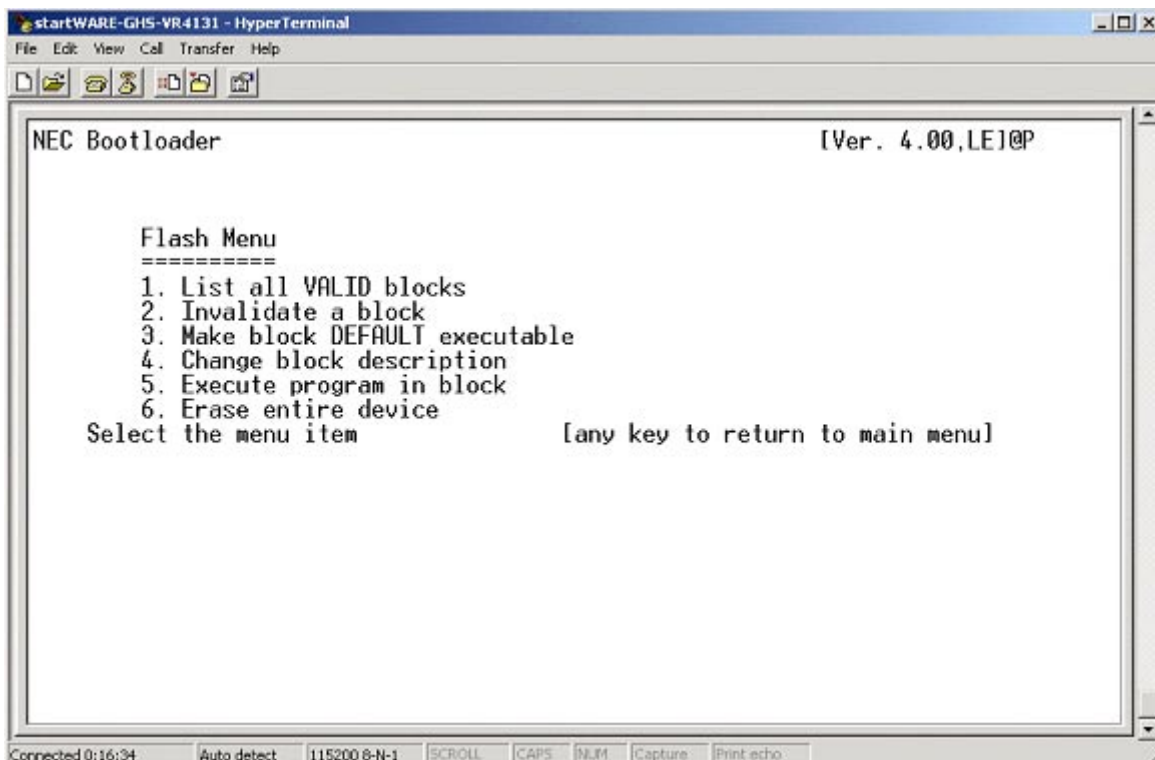 startWARE-GHS-VR4131 - HyperTerminal
File Edit View Call Transfer Help
NEC Bootloader [Ver. 4.00,LE]@P
Flash Menu
==========
1. List all VALID blocks
2. Invalidate a block
3. Make block DEFAULT executable
4. Change block description
5. Execute program in block
6. Erase entire device
Select the menu item [any key to return to main menu]
Connected 0:16:34 Auto detect 115200 8-N-1 SCROLL CAPS NUM Capture Print echo